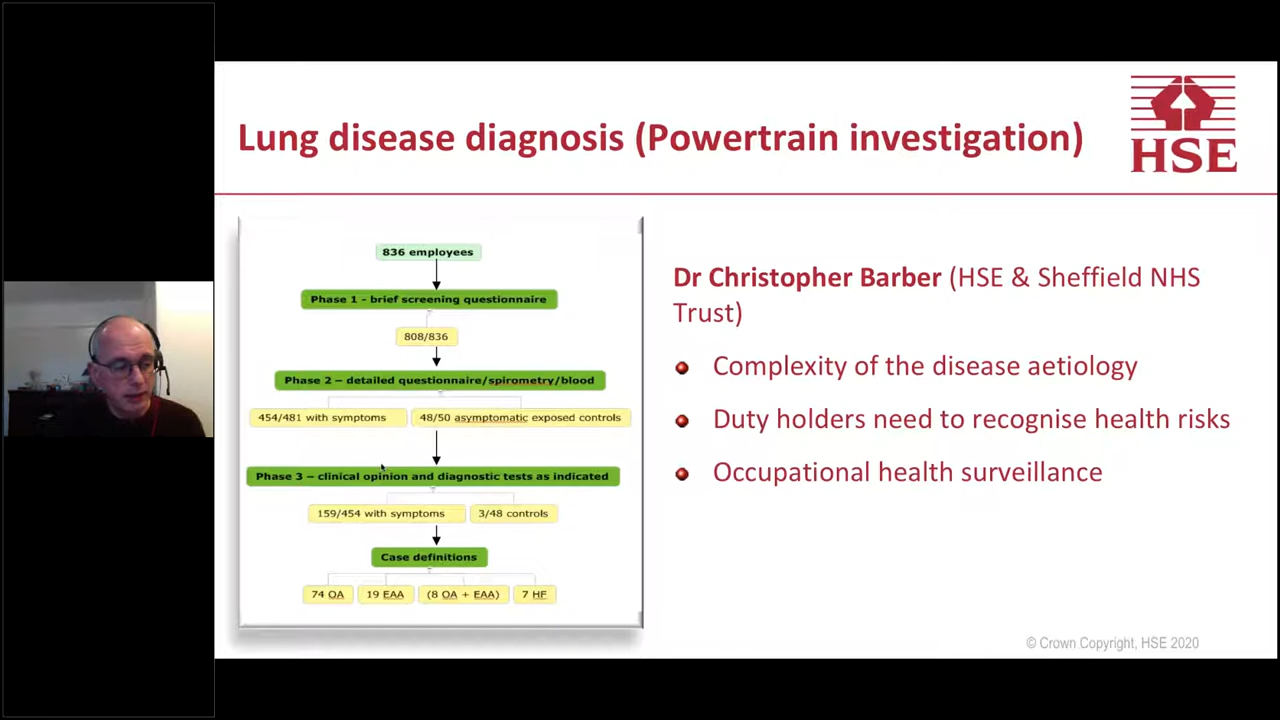 Lung disease diagnosis (Powertrain investigation)
HSE
836 employees
Phase 1 - brief screening questionnaire
808/836
Phase 2 – detailed questionnaire/spirometry/blood
454/481 with symptoms
48/50 asymptomatic exposed controls
Phase 3 – clinical opinion and diagnostic tests as indicated
159/454 with symptoms
3/48 controls
Case definitions
74 OA
19 EAA
(8 OA + EAA)
7 HF
Dr Christopher Barber (HSE & Sheffield NHS
Trust)
Complexity of the disease aetiology
Duty holders need to recognise health risks
Occupational health surveillance
© Crown Copyright, HSE 2020